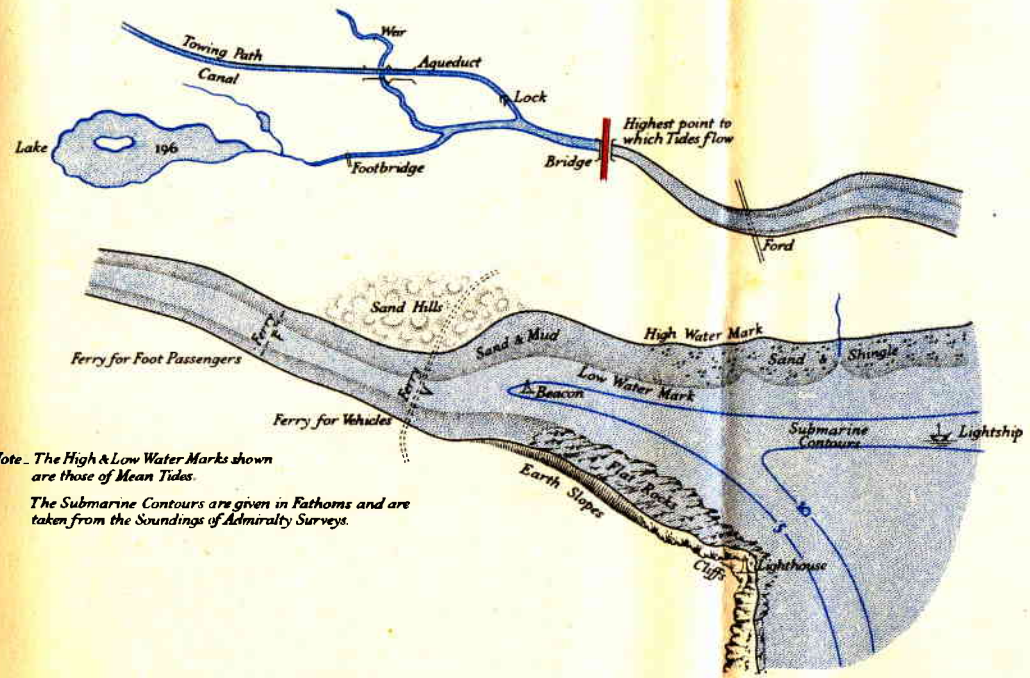 Weir
Towing Path
Aqueduct
Canal
Lock
Highest point to
which Tides flow
Lake
196
Footbridge
Bridge
Ford
Sand Hills
High Water Mark
Sand & Mud
Sand & Shingle
Ferry
F
Ferry for Foot Passengers
Low Water Mark
Ferry
V
Beacon
Ferry for Vehicles
Submarine
Contours
Lightship
Note_ The High & Low Water Marks shown
are those of Mean Tides.
Flat Rock
Earth Slopes
The Submarine Contours are given in Fathoms and are
taken from the Soundings of Admiralty Surveys.
5
10
Cliffs
Lighthouse